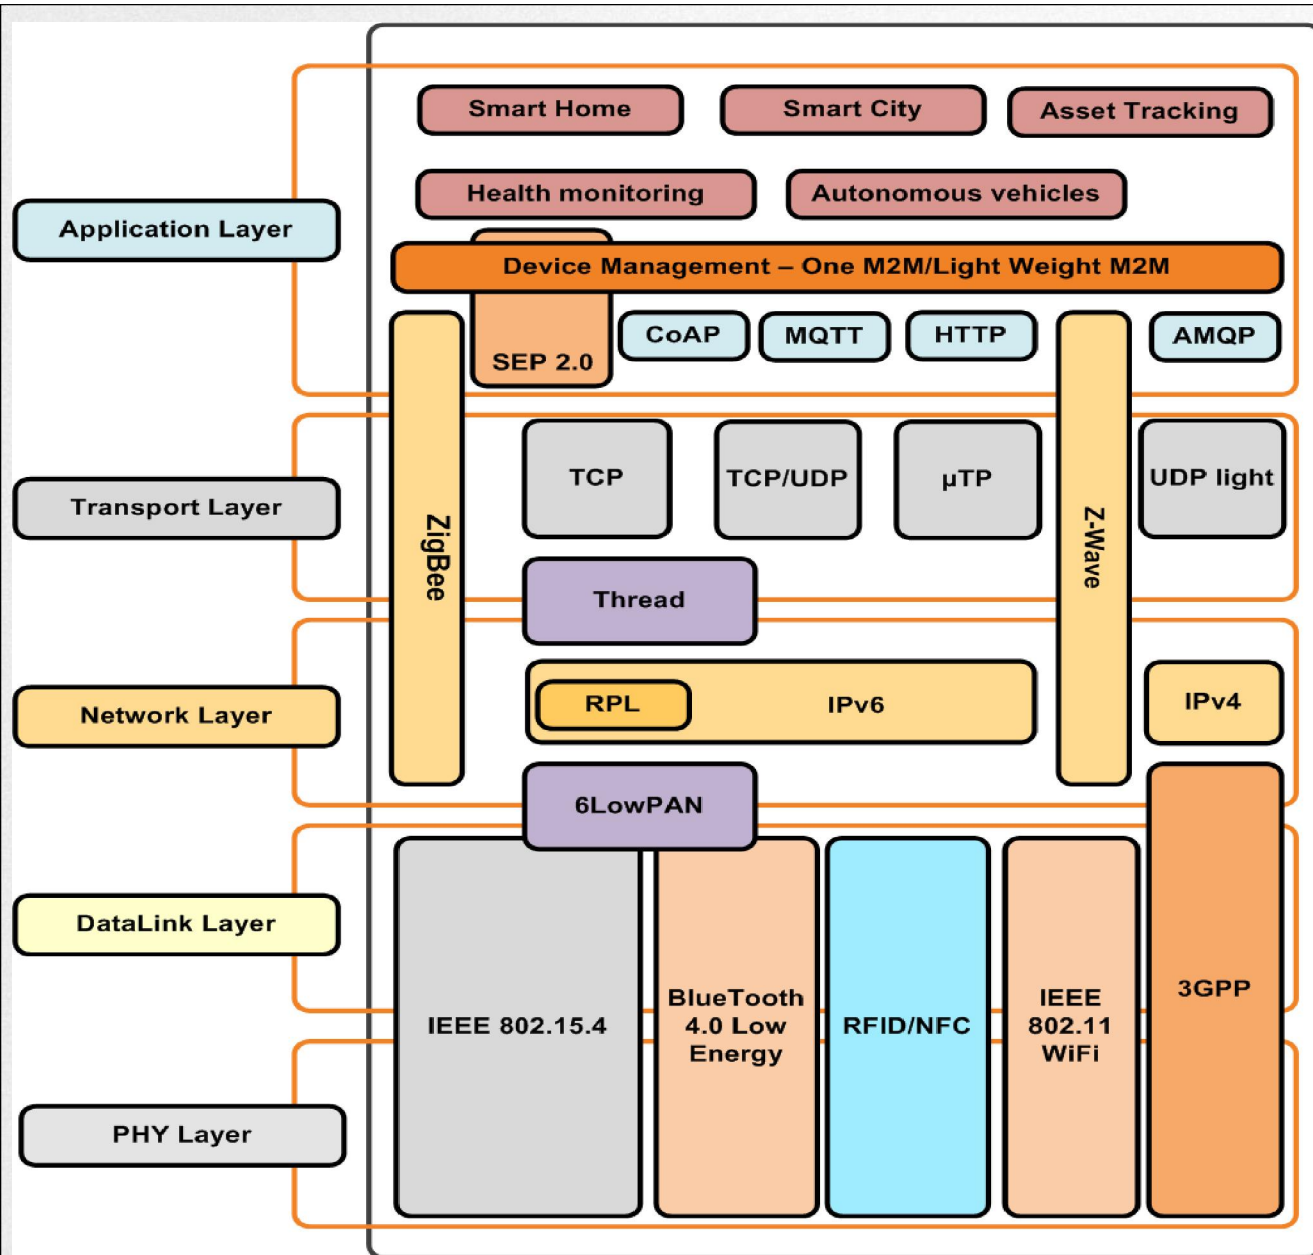 Smart Home
Smart City
Asset Tracking
Health monitoring
Autonomous vehicles
Application Layer
Device Management – One M2M/Light Weight M2M
SEP 2.0
CoAP
MQTT
HTTP
AMQP
Transport Layer
ZigBee
TCP
TCP/UDP
µTP
Z-Wave
UDP light
Thread
Network Layer
RPL
IPv6
IPv4
6LowPAN
DataLink Layer
IEEE 802.15.4
BlueTooth
4.0 Low
Energy
RFID/NFC
IEEE
802.11
WiFi
3GPP
PHY Layer